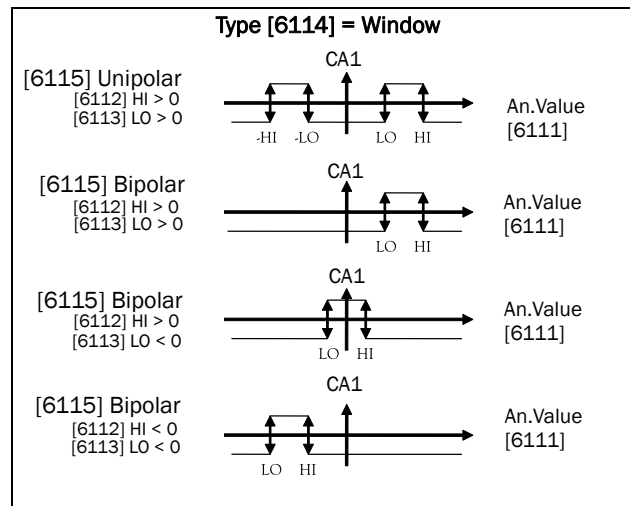 Type [6114] = Window
CA1
[6115] Unipolar
[6112] HI > 0
[6113] LO > 0
-HI -LO LO HI
An.Value
[6111]
CA1
[6115] Bipolar
[6112] HI > 0
[6113] LO > 0
LO HI
An.Value
[6111]
CA1
[6115] Bipolar
[6112] HI > 0
[6113] LO < 0
LO HI
An.Value
[6111]
CA1
[6115] Bipolar
[6112] HI < 0
[6113] LO < 0
LO HI
An.Value
[6111]